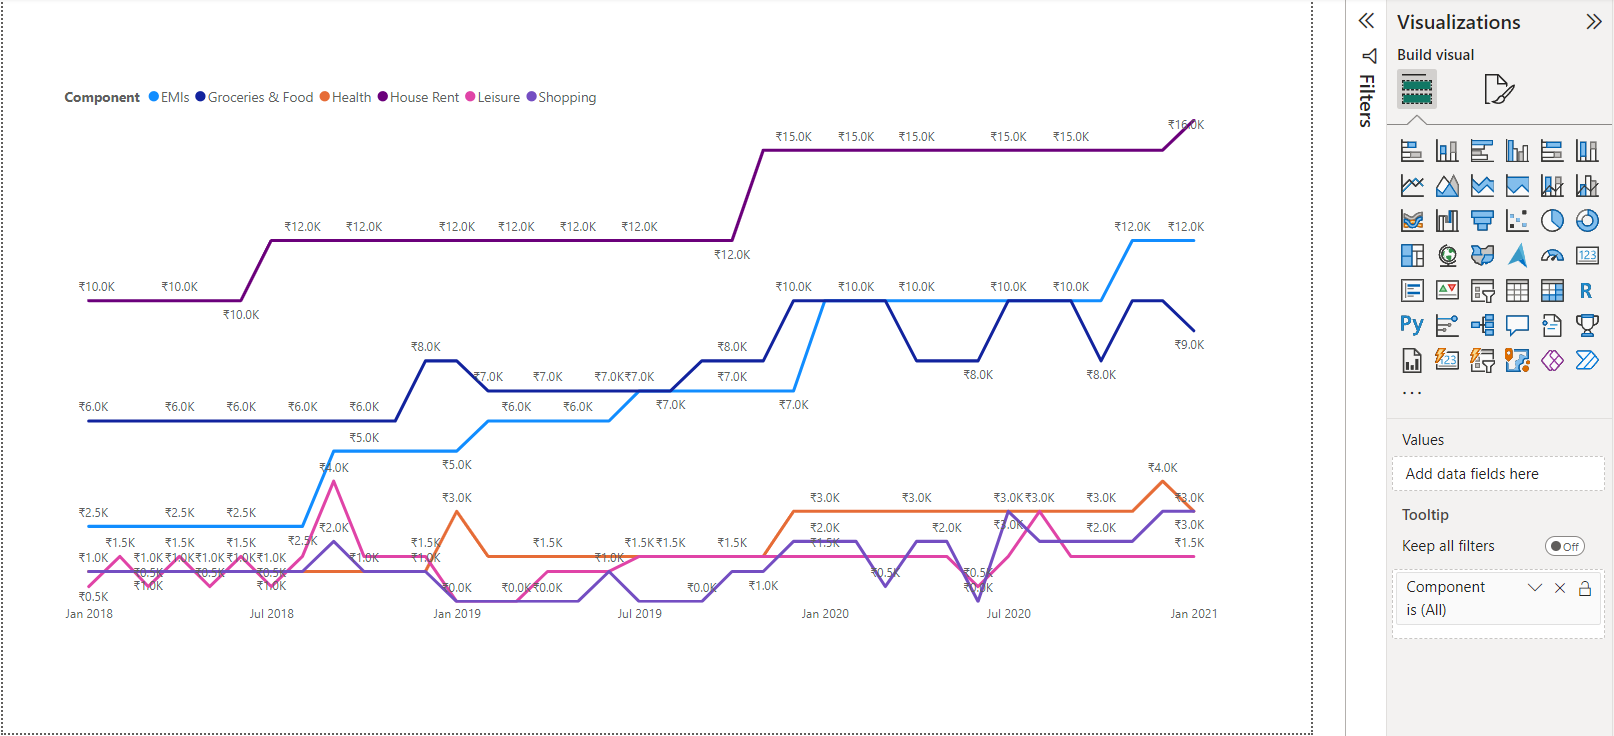 Component EMIs Groceries & Food Health House Rent Leisure Shopping
₹16.0K
₹15.0K ₹15.0K ₹15.0K ₹15.0K ₹15.0K
₹12.0K ₹12.0K ₹12.0K ₹12.0K ₹12.0K ₹12.0K ₹12.0K ₹12.0K
₹12.0K
₹10.0K ₹10.0K ₹10.0K ₹10.0K ₹10.0K ₹10.0K ₹10.0K
₹10.0K
₹8.0K ₹8.0K ₹9.0K
₹7.0K ₹7.0K ₹7.0K ₹7.0K ₹7.0K ₹8.0K ₹8.0K
₹6.0K ₹6.0K ₹6.0K ₹6.0K ₹6.0K ₹6.0K ₹6.0K ₹7.0K ₹7.0K
₹5.0K
₹4.0K ₹5.0K ₹4.0K
₹3.0K ₹3.0K ₹3.0K ₹3.0K ₹3.0K ₹3.0K ₹3.0K
₹2.5K ₹2.5K ₹2.5K
₹2.0K ₹2.0K ₹2.0K ₹3.0K ₹2.0K ₹3.0K
₹1.5K ₹1.5K ₹1.5K ₹2.5K ₹1.5K ₹1.5K ₹1.5K ₹1.5K ₹1.5K ₹1.5K ₹1.5K
₹1.0K ₹1.0K ₹1.0K ₹1.0K ₹1.0K ₹1.0K ₹1.0K ₹1.0K
₹0.5K ₹0.5K ₹0.5K ₹0.5K ₹0.5K
₹1.0K ₹1.0K ₹0.0K ₹0.0K ₹0.0K ₹0.0K ₹1.0K ₹0.0K
₹0.5K
Jan 2018 Jul 2018 Jan 2019 Jul 2019 Jan 2020 Jul 2020 Jan 2021
Filters
Visualizations
Build visual
123
R
Py
123
...
Values
Add data fields here
Tooltip
Keep all filters Off
Component
is (All)